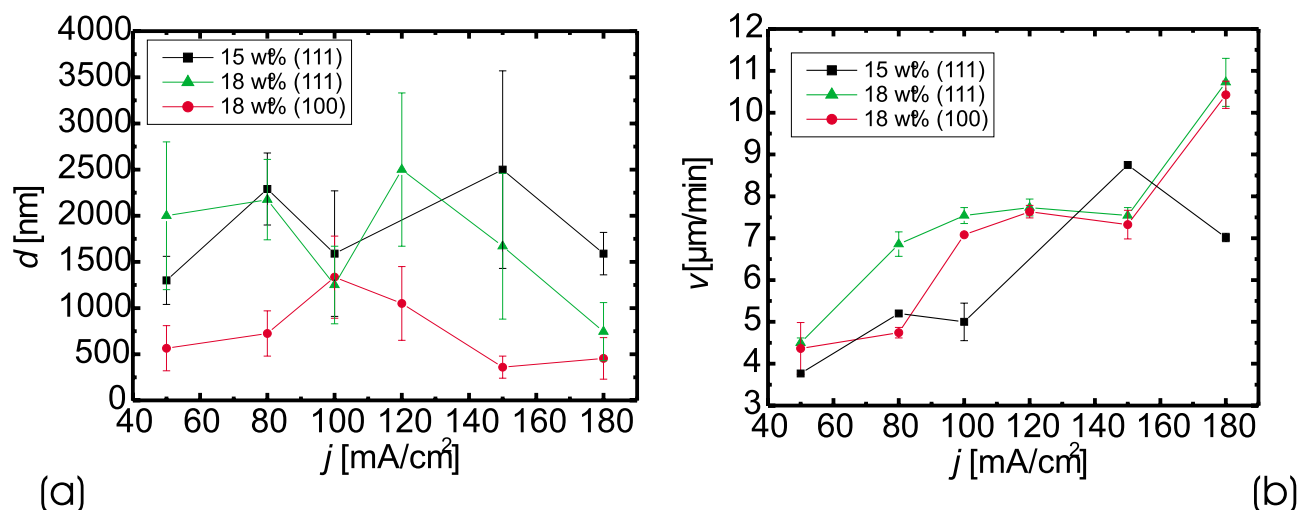 4000
3500
3000
2500
2000
1500
1000
500
0
d [nm]
15 wt% (111)
18 wt% (111)
18 wt% (100)
40 60 80 100 120 140 160 180
j [mA/cm²]
(a)
12
11
10
9
8
7
6
5
4
3
v[µm/min]
15 wt% (111)
18 wt% (111)
18 wt% (100)
40 60 80 100 120 140 160 180
j [mA/cm²]
(b)